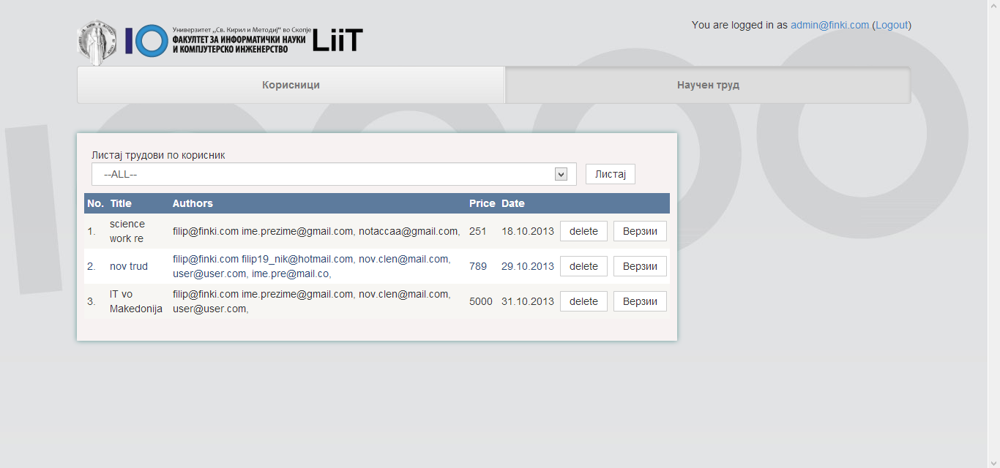 Универзитет „Св. Кирил и Методиј" во Скопје
ФАКУЛТЕТ ЗА ИНФОРМАТИЧКИ НАУКИ
И КОМПЈУТЕРСКО ИНЖЕНЕРСТВО
LiiT
You are logged in as admin@finki.com (Logout)
Корисници
Научен труд
Листај трудови по корисник
--ALL--
Листај
No. Title Authors Price Date
1. science work re filip@finki.com ime.prezime@gmail.com, notaccaa@gmail.com, 251 18.10.2013 delete Верзии
2. nov trud filip@finki.com filip19_nik@hotmail.com, nov.clen@mail.com, user@user.com, ime.pre@mail.co, 789 29.10.2013 delete Верзии
3. IT vo Makedonija filip@finki.com ime.prezime@gmail.com, nov.clen@mail.com, user@user.com, 5000 31.10.2013 delete Верзии